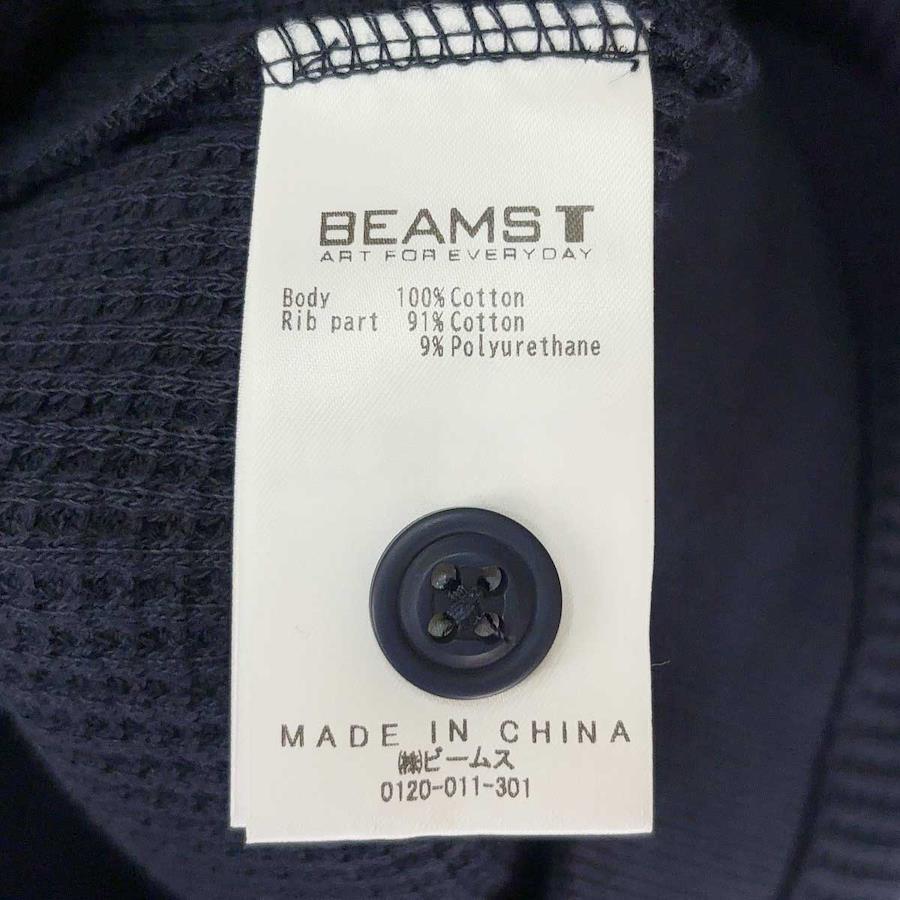 BEAMS T
ART FOR EVERYDAY
Body 100% Cotton
Rib part 91% Cotton
9% Polyurethane
MADE IN CHINA
㈱ビームス
0120-011-301